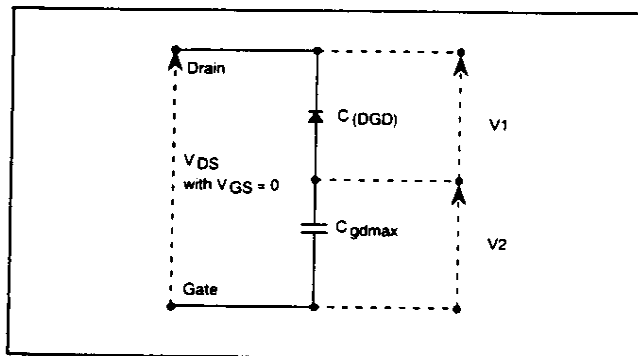 Drain
C(DGD)
V1
VDS
with VGS = 0
Cgdmax
V2
Gate